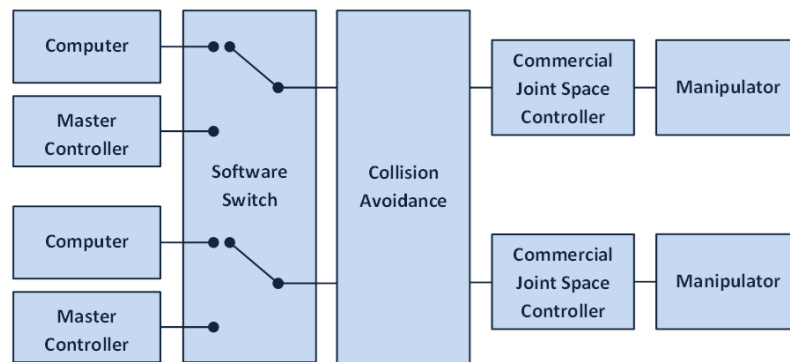 Computer
Master
Controller
Computer
Master
Controller
Software
Switch
Collision
Avoidance
Commercial
Joint Space
Controller
Manipulator
Commercial
Joint Space
Controller
Manipulator